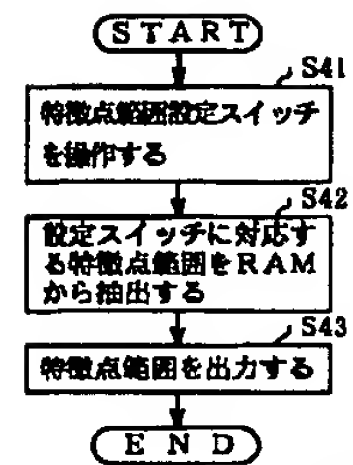 START
S41
特徴点範囲設定スイッチ
を操作する
S42
設定スイッチに対応す
る特徴点範囲をRAM
から抽出する
S43
特徴点範囲を出力する
END